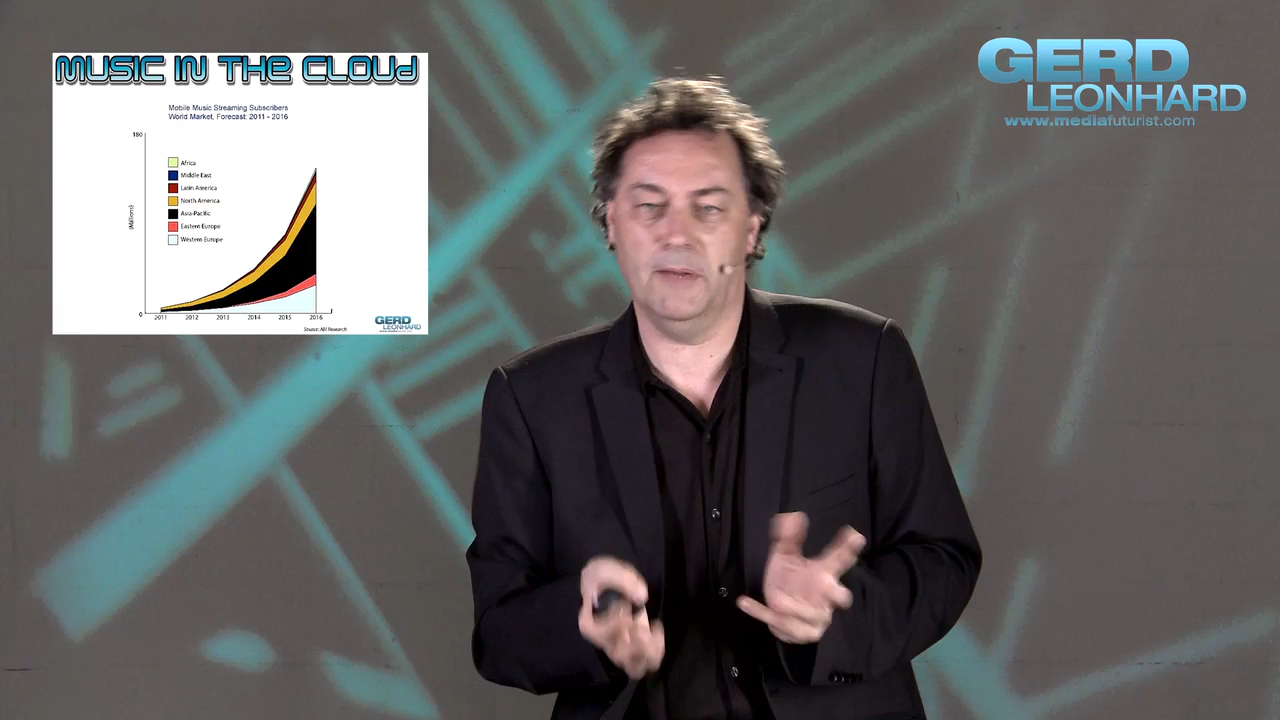 MUSIC IN THE CLOUD
Mobile Music Streaming Subscribers
World Market, Forecast: 2011 - 2016
180
Africa
Middle East
Latin America
North America
Asia-Pacific
Eastern Europe
Western Europe
(Millions)
0
2011 2012 2013 2014 2015 2016
Source: ABI Research
GERD
LEONHARD
GERD
LEONHARD
www.mediafuturist.com